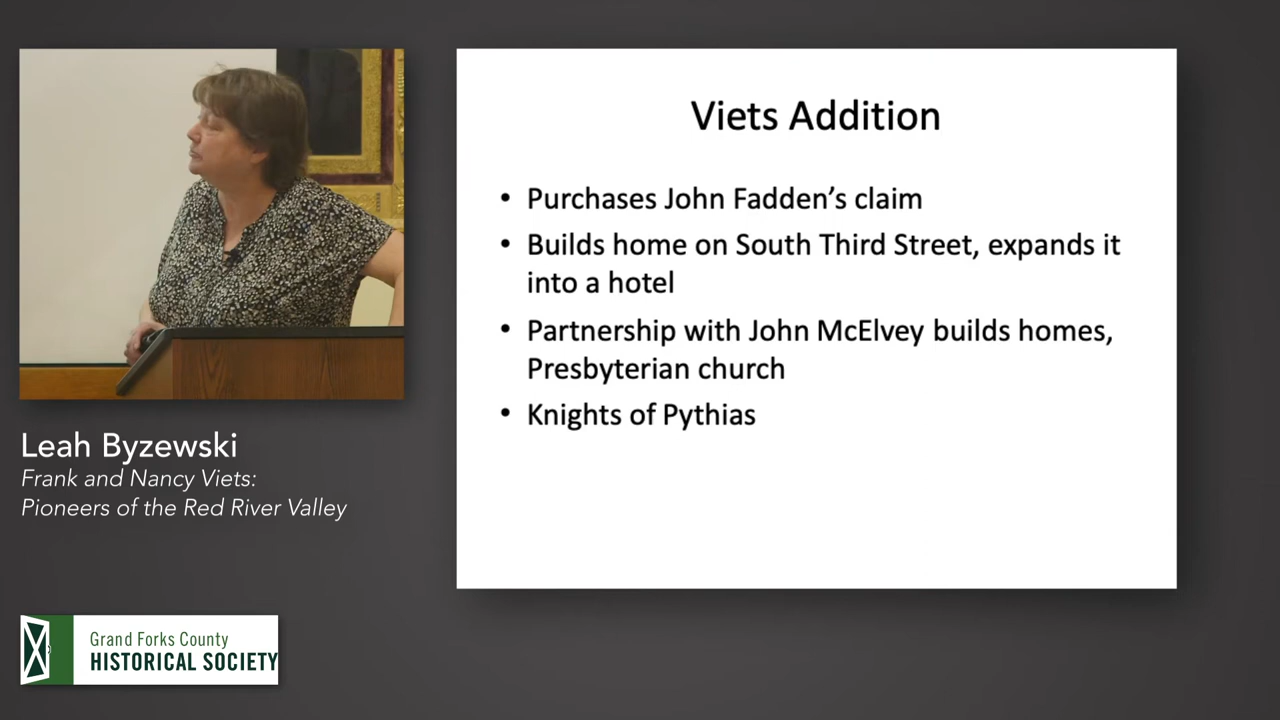 Viets Addition
• Purchases John Fadden's claim
• Builds home on South Third Street, expands it
into a hotel
• Partnership with John McElvey builds homes,
Presbyterian church
• Knights of Pythias
Leah Byzewski
Frank and Nancy Viets:
Pioneers of the Red River Valley
Grand Forks County
HISTORICAL SOCIETY